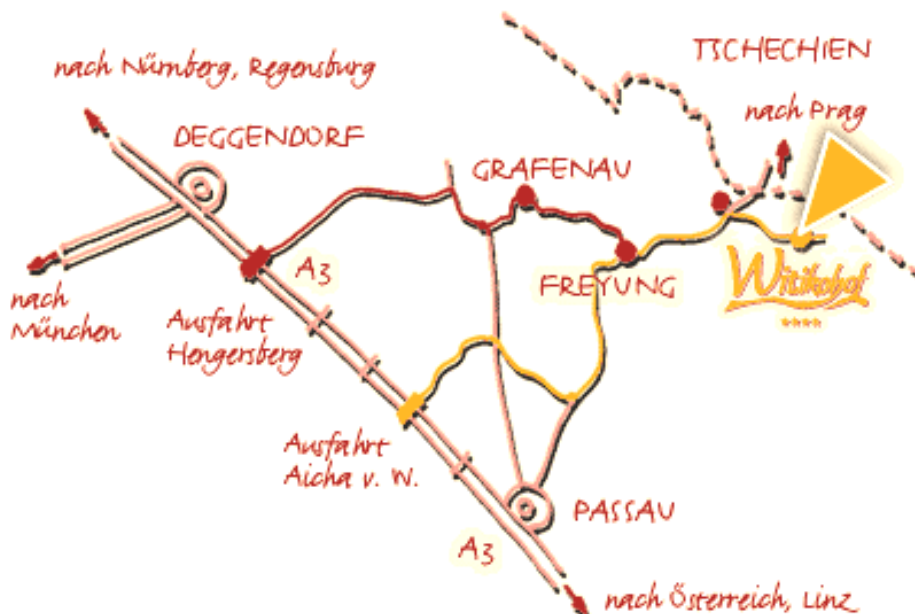 TSCHECHIEN
nach Nürnberg, Regensburg
nach Prag
DEGGENDORF
GRAFENAU
A3
FREYUNG
Witikohof
nach
München
Ausfahrt
Hengersberg
Ausfahrt
Aicha v. W.
PASSAU
A3
nach Österreich, Linz